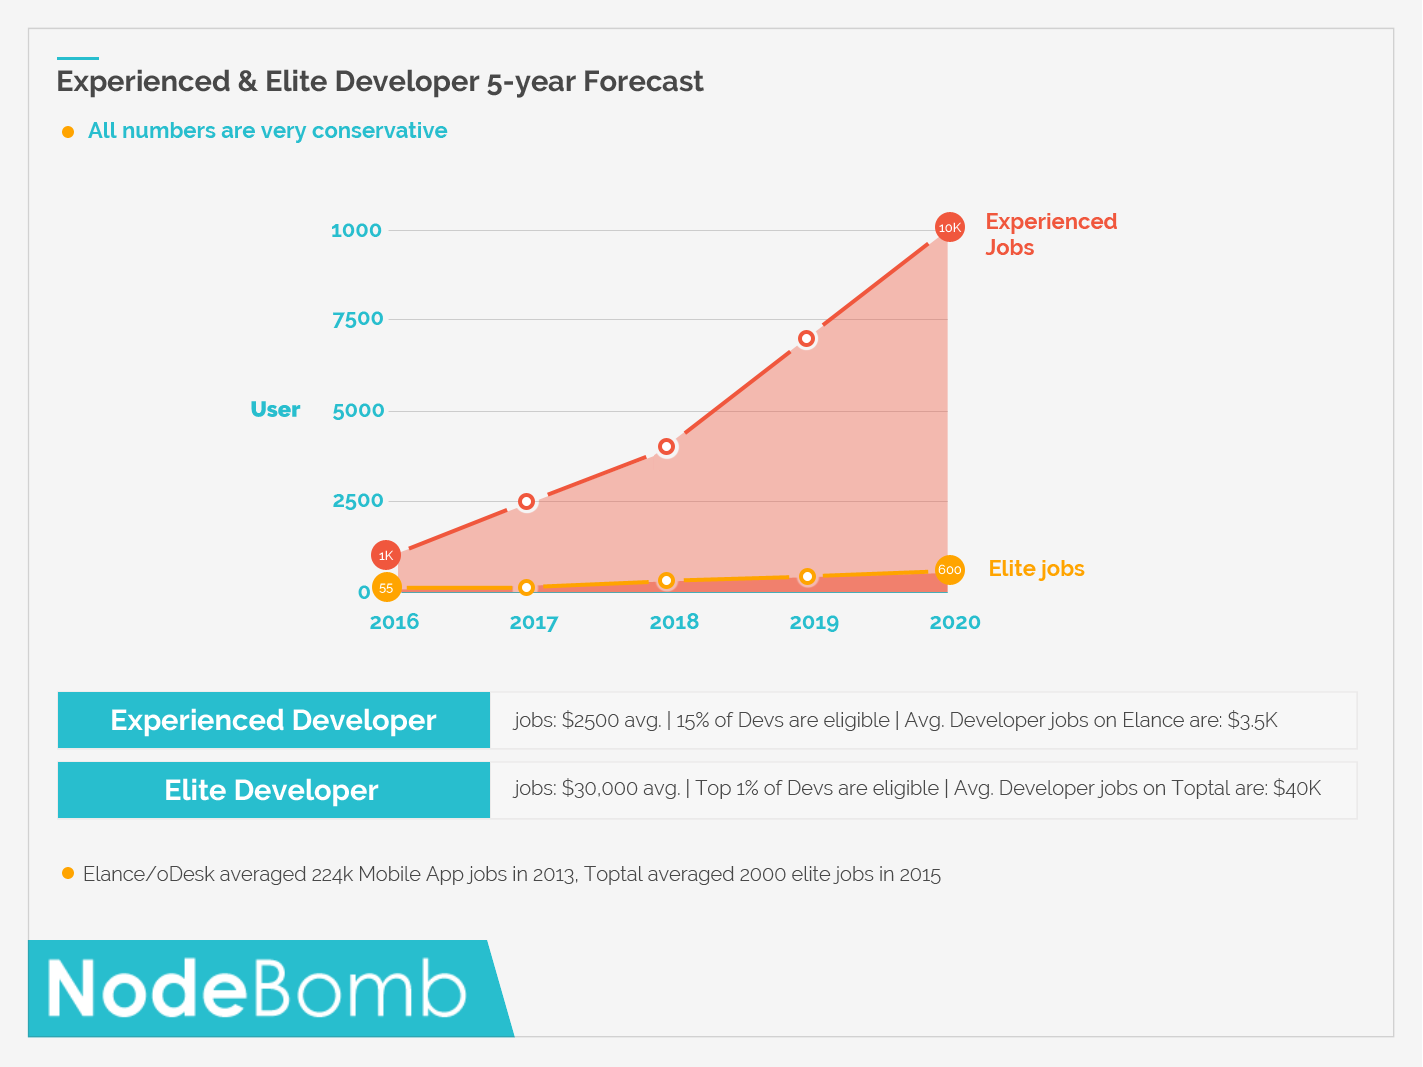 Experienced & Elite Developer 5-year Forecast
All numbers are very conservative
1000
10K
Experienced
Jobs
7500
User
5000
2500
1K
600
Elite jobs
55
0
2016
2017
2018
2019
2020
Experienced Developer
jobs: $2500 avg. | 15% of Devs are eligible | Avg. Developer jobs on Elance are: $3.5K
Elite Developer
jobs: $30,000 avg. | Top 1% of Devs are eligible | Avg. Developer jobs on Toptal are: $40K
Elance/oDesk averaged 224k Mobile App jobs in 2013, Toptal averaged 2000 elite jobs in 2015
NodeBomb